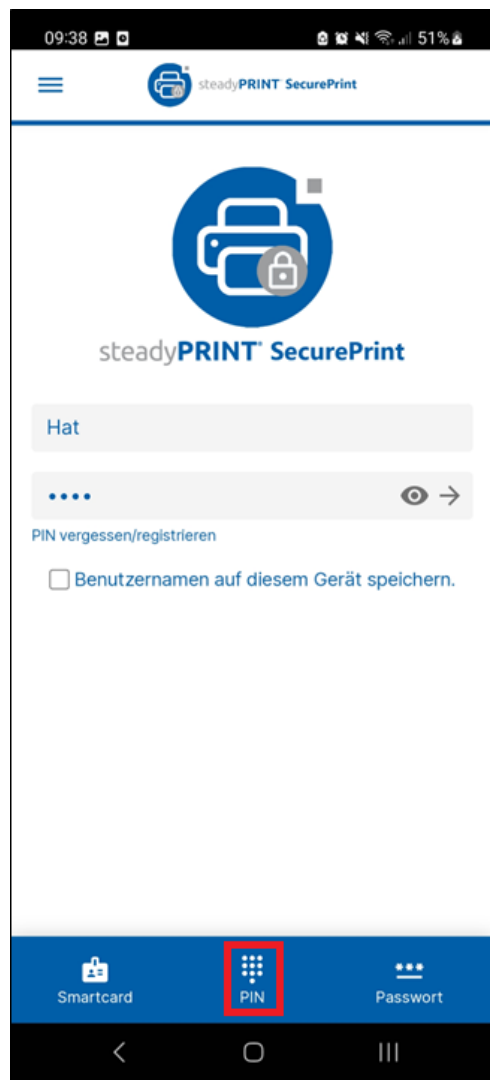 09:38 51%
steadyPRINT SecurePrint
steadyPRINT® SecurePrint
Hat
••••
PIN vergessen/registrieren
Benutzernamen auf diesem Gerät speichern.
Smartcard PIN Passwort